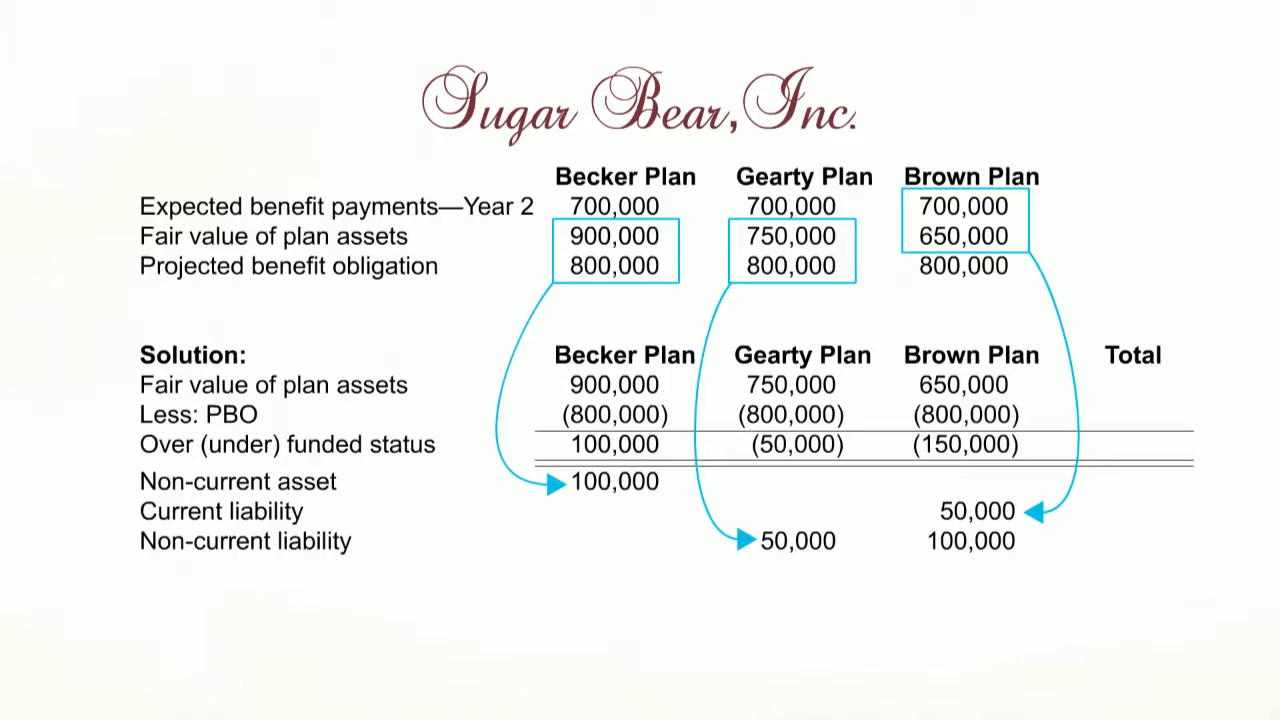 Sugar Bear, Inc.
Becker Plan Gearty Plan Brown Plan
Expected benefit payments—Year 2 700,000 700,000 700,000
Fair value of plan assets 900,000 750,000 650,000
Projected benefit obligation 800,000 800,000 800,000
Solution: Becker Plan Gearty Plan Brown Plan Total
Fair value of plan assets 900,000 750,000 650,000
Less: PBO (800,000) (800,000) (800,000)
Over (under) funded status 100,000 (50,000) (150,000)
Non-current asset 100,000
Current liability 50,000
Non-current liability 50,000 100,000